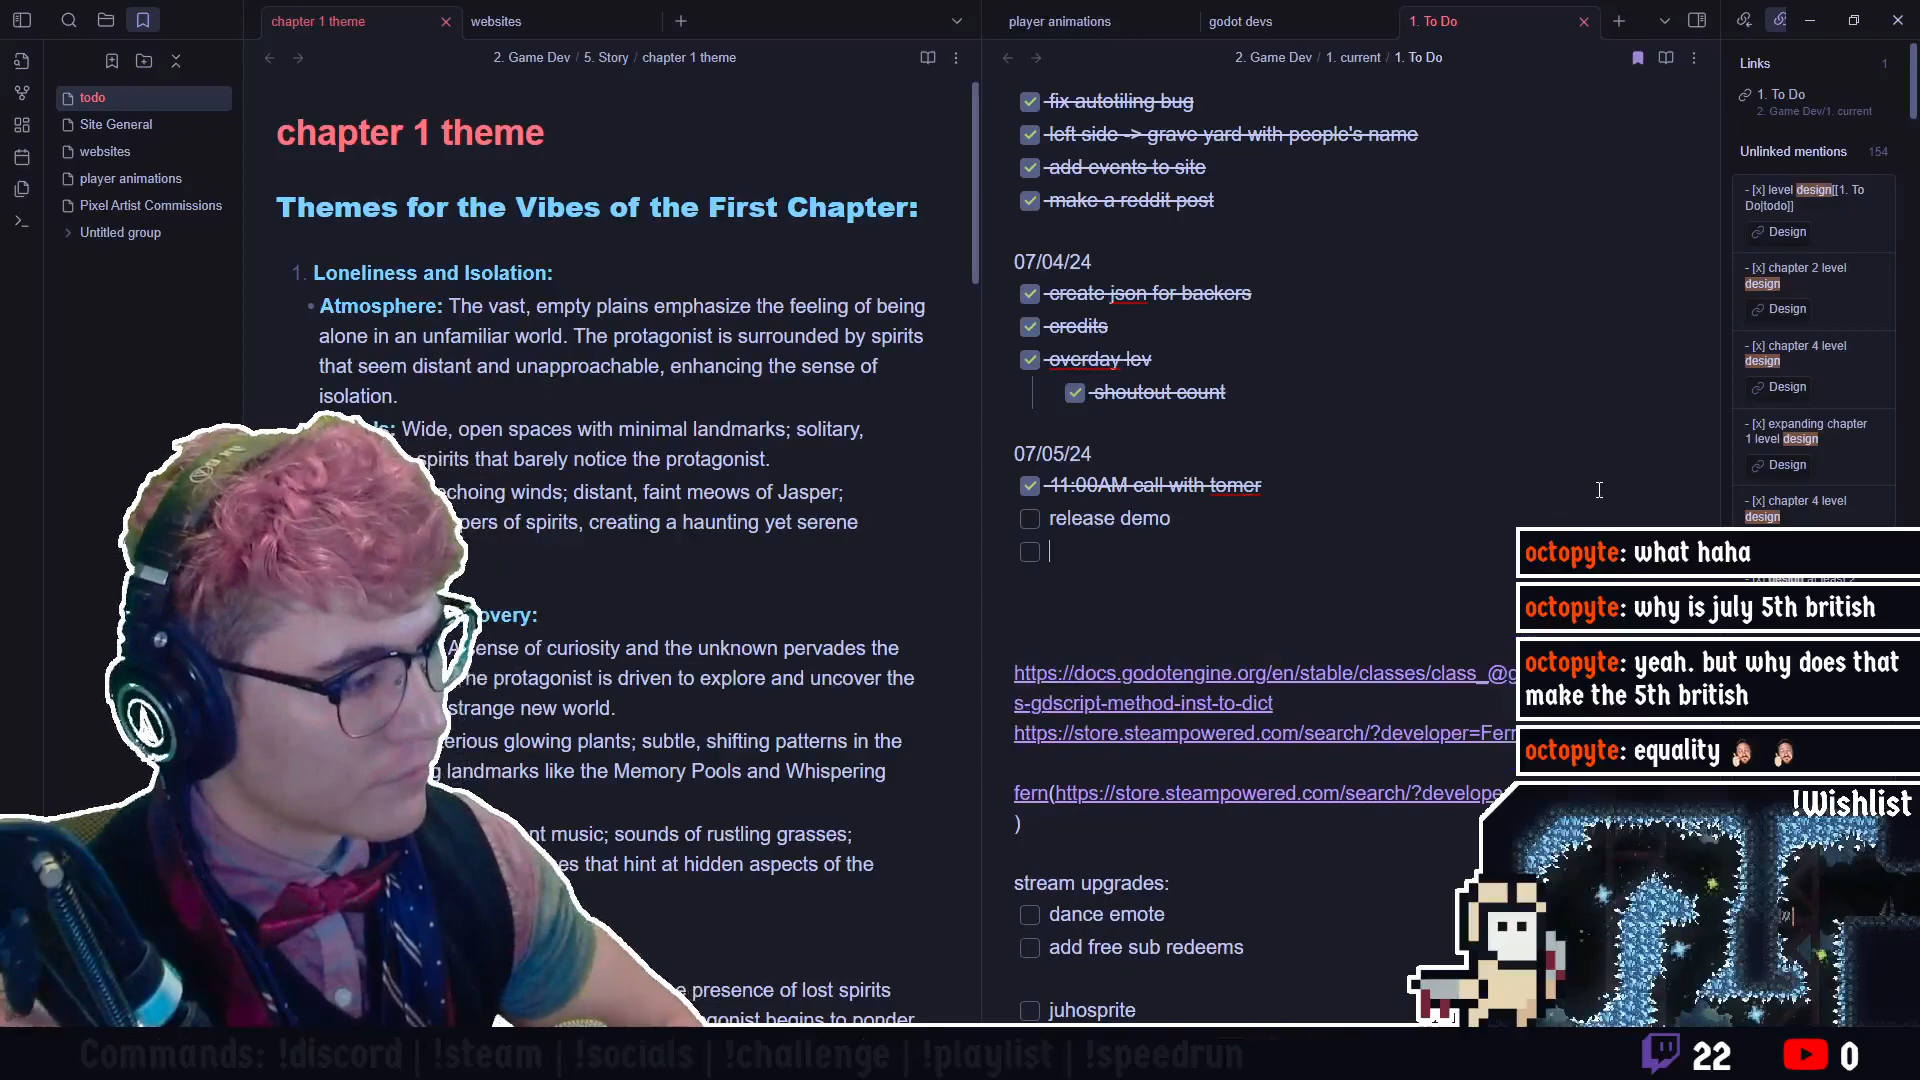 chapter 1 theme
websites
player animations
godot devs
1. To Do
2. Game Dev / 5. Story / chapter 1 theme
2. Game Dev / 1. current / 1. To Do
todo
Site General
websites
player animations
Pixel Artist Commissions
Untitled group
chapter 1 theme
Themes for the Vibes of the First Chapter:
1. Loneliness and Isolation:
• Atmosphere: The vast, empty plains emphasize the feeling of being
alone in an unfamiliar world. The protagonist is surrounded by spirits
that seem distant and unapproachable, enhancing the sense of
isolation.
Wide, open spaces with minimal landmarks; solitary,
spirits that barely notice the protagonist.
echoing winds; distant, faint meows of Jasper;
of spirits, creating a haunting yet serene
sense of curiosity and the unknown pervades the
protagonist is driven to explore and uncover the
strange new world.
glowing plants; subtle, shifting patterns in the
landmarks like the Memory Pools and Whispering
music; sounds of rustling grasses;
that hint at hidden aspects of the
presence of lost spirits
begins to ponder
fix autotiling bug
left side -> grave yard with people's name
add events to site
make a reddit post
07/04/24
create json for backers
credits
overday lev
shoutout count
07/05/24
11:00AM call with tomer
release demo
https://docs.godotengine.org/en/stable/classes/class_@g
s-gdscript-method-inst-to-dict
https://store.steampowered.com/search/?developer=Fern
fern(https://store.steampowered.com/search/?develope
)
stream upgrades:
dance emote
add free sub redeems
juhosprite
Links 1
1. To Do
2. Game Dev/1. current
Unlinked mentions 154
- [x] level design[[1. To
Do|todo]]
Design
- [x] chapter 2 level
design
Design
- [x] chapter 4 level
design
Design
- [x] expanding chapter
1 level design
Design
- [x] chapter 4 level
design
octopyte: what haha
octopyte: why is july 5th british
octopyte: yeah. but why does that
make the 5th british
octopyte: equality
!Wishlist
Commands: !discord | !steam | !socials | !challenge | !playlist | !speedrun
22
0